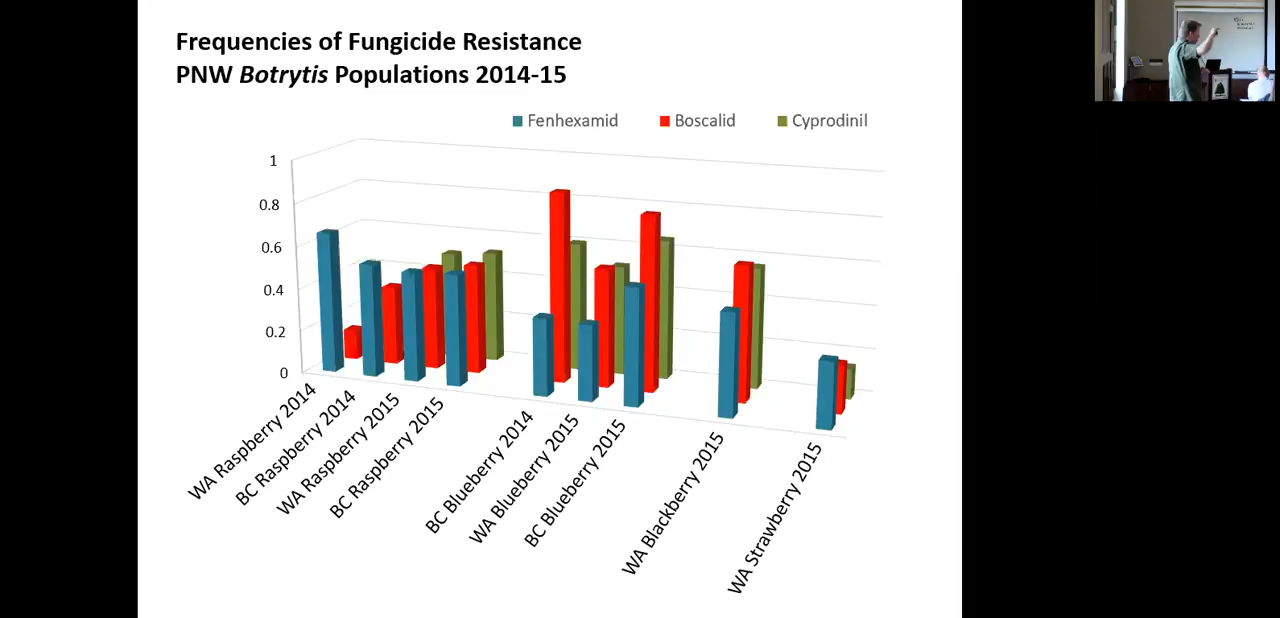 Frequencies of Fungicide Resistance
PNW Botrytis Populations 2014-15
Fenhexamid Boscalid Cyprodinil
1
0.8
0.6
0.4
0.2
0
WA Raspberry 2014
BC Raspberry 2014
WA Raspberry 2015
BC Raspberry 2015
BC Blueberry 2014
WA Blueberry 2015
BC Blueberry 2015
WA Blackberry 2015
WA Strawberry 2015